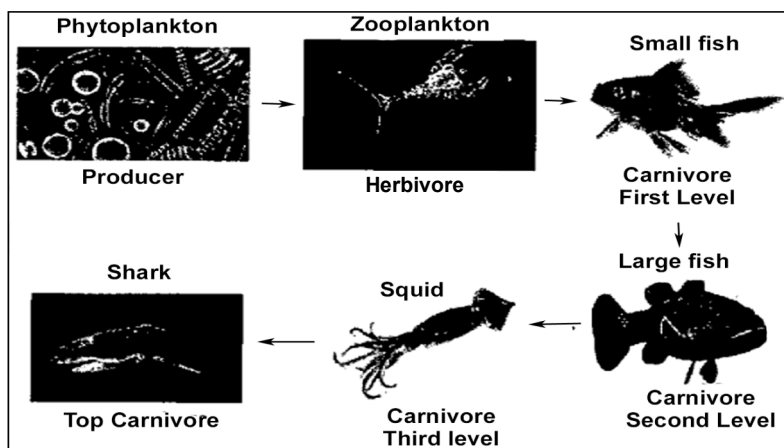 Phytoplankton
Producer
Zooplankton
Herbivore
Small fish
Carnivore
First Level
Large fish
Carnivore
Second Level
Squid
Carnivore
Third level
Shark
Top Carnivore